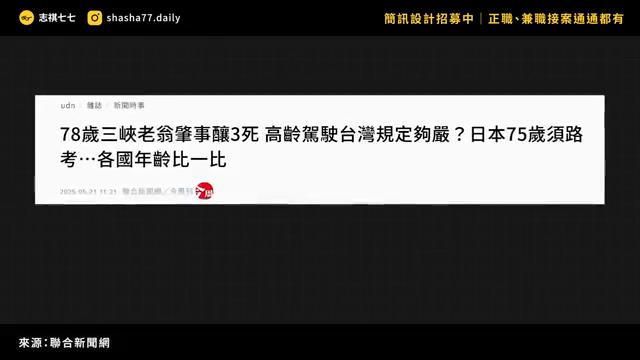 志祺七七
shasha77.daily
簡訊設計招募中｜正職、兼職接案通通都有
udn / 雜誌 / 新聞時事
78歲三峽老翁肇事釀3死 高齡駕駛台灣規定夠嚴？日本75歲須路
考…各國年齡比一比
2025-05-21 11:21 聯合新聞網／今周刊
來源：聯合新聞網